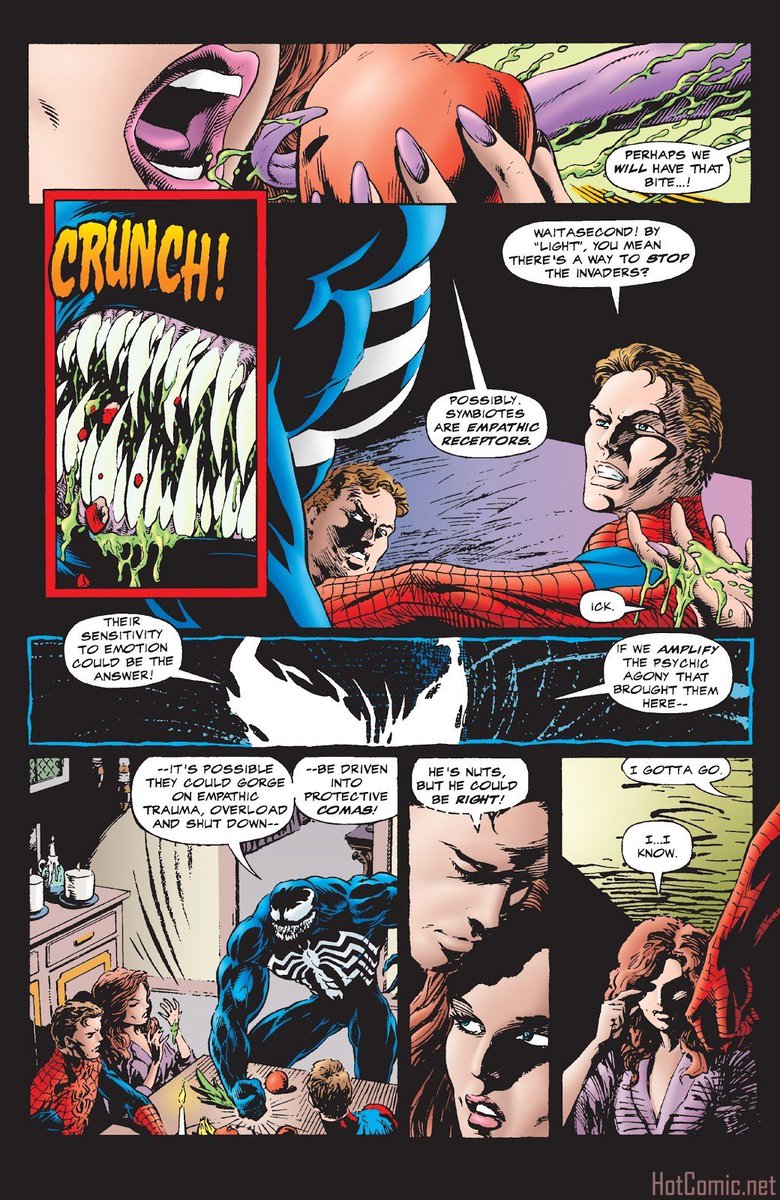 PERHAPS WE
WILL HAVE THAT
BITE...!
CRUNCH!
WAITASECOND! BY
"LIGHT", YOU MEAN
THERE'S A WAY TO STOP
THE INVADERS?
POSSIBLY.
SYMBIOTES
ARE EMPATHIC
RECEPTORS.
ICK.
THEIR
SENSITIVITY
TO EMOTION
COULD BE THE
ANSWER!
IF WE AMPLIFY
THE PSYCHIC
AGONY THAT
BROUGHT THEM
HERE--
--IT'S POSSIBLE
THEY COULD GORGE
ON EMPATHIC
TRAUMA, OVERLOAD
AND SHUT DOWN--
--BE DRIVEN
INTO
PROTECTIVE
COMAS!
HE'S NUTS,
BUT HE COULD
BE RIGHT!
I GOTTA GO.
I...I
KNOW.
HotComic.net